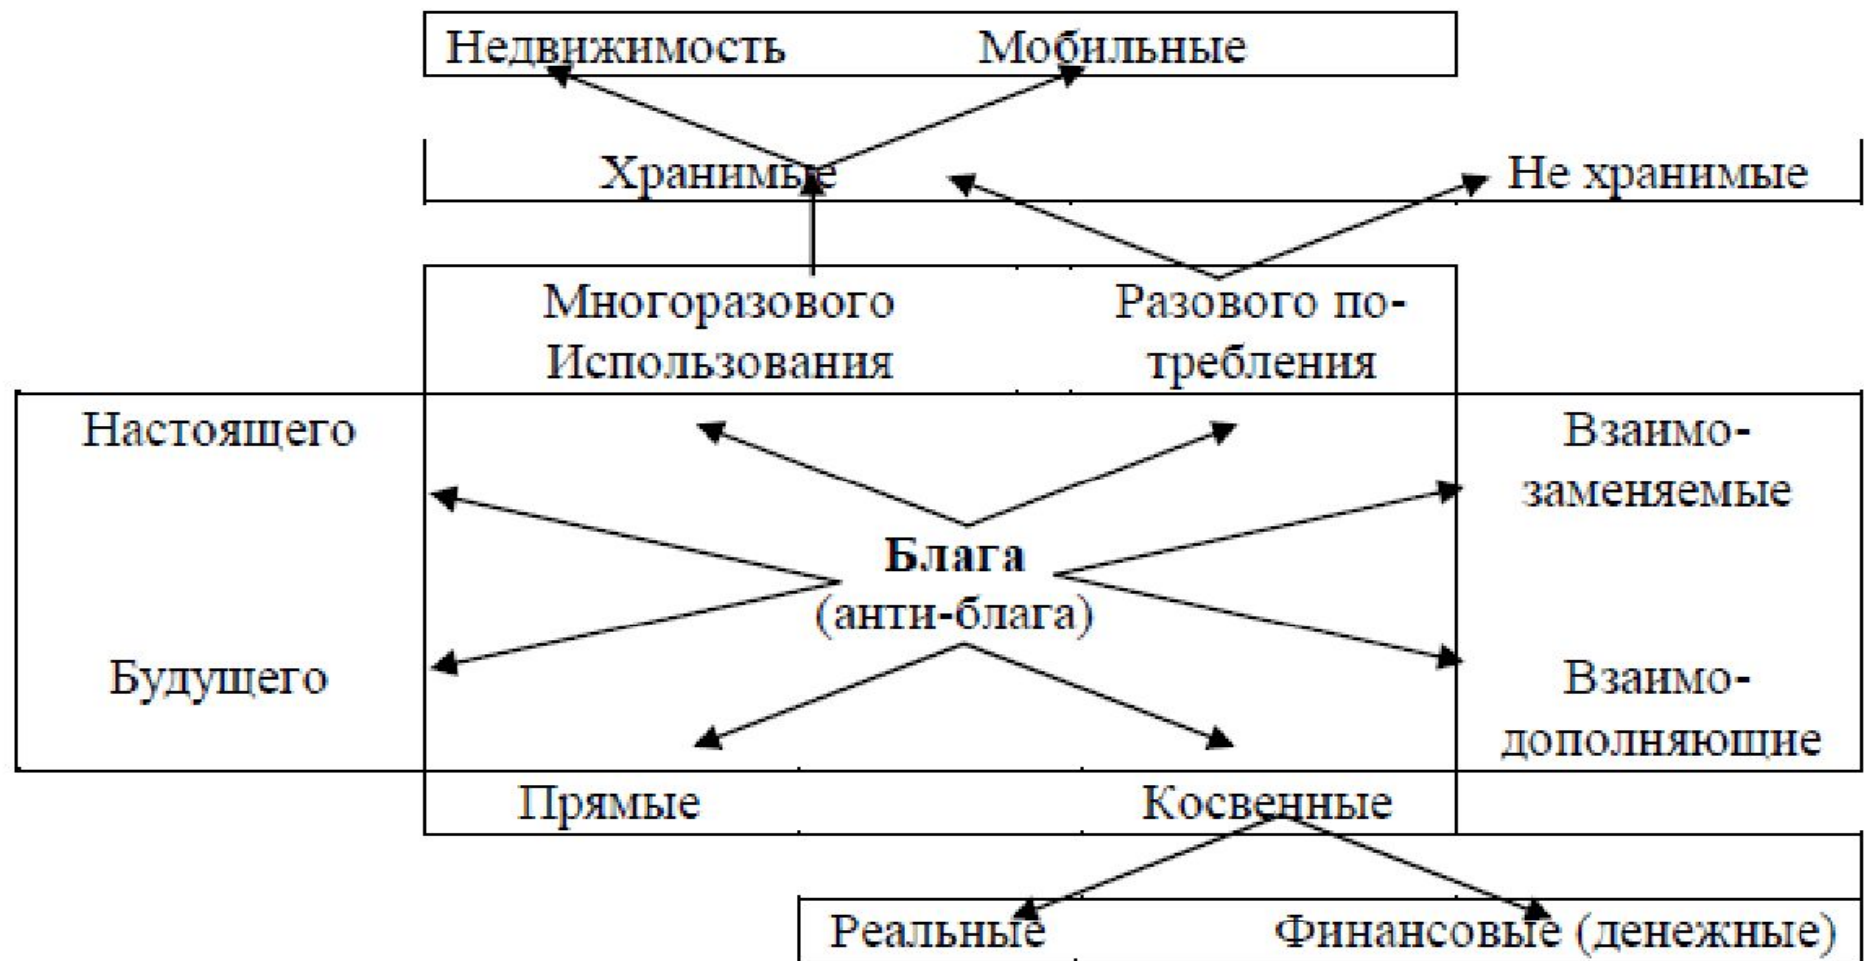 Недвижимость Мобильные
Хранимые Не хранимые
Многоразового Разового по-
Использования требления
Настоящего Взаимо-
заменяемые
Блага
(анти-блага)
Будущего Взаимо-
дополняющие
Прямые Косвенные
Реальные Финансовые (денежные)